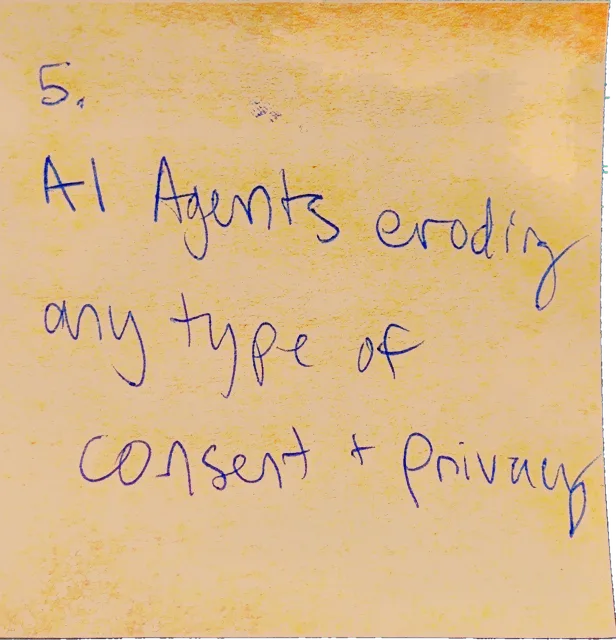 5.
AI Agents eroding
any type of
consent + privacy